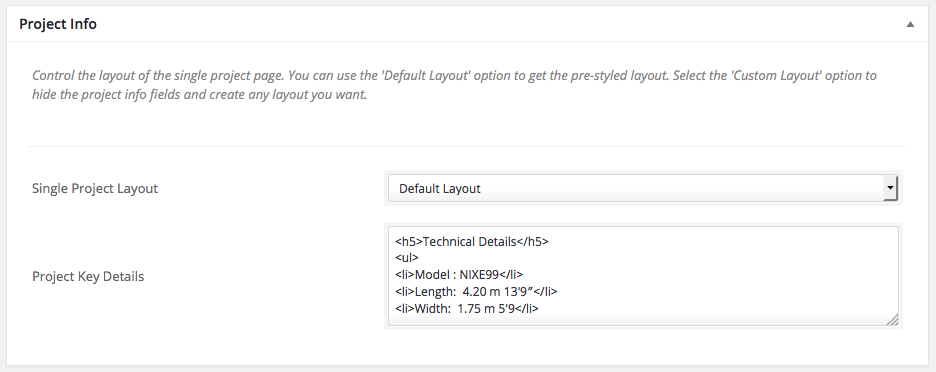 Project Info
Control the layout of the single project page. You can use the 'Default Layout' option to get the pre-styled layout. Select the 'Custom Layout' option to
hide the project info fields and create any layout you want.
Single Project Layout
Default Layout
Project Key Details
<h5>Technical Details</h5>
<ul>
<li>Model : NIXE99</li>
<li>Length:  4.20 m 13'9″</li>
<li>Width:  1.75 m 5'9</li>